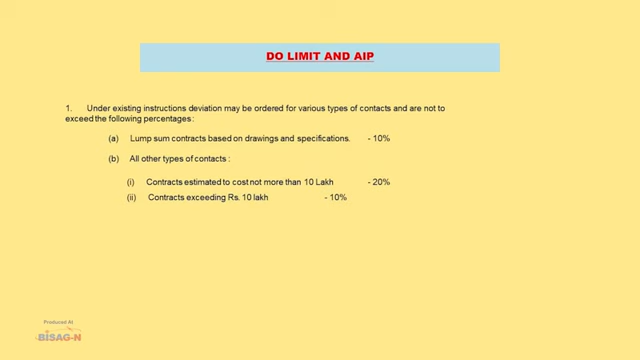 DO LIMIT AND AIP
1. Under existing instructions deviation may be ordered for various types of contacts and are not to
exceed the following percentages :
(a) Lump sum contracts based on drawings and specifications. - 10%
(b) All other types of contacts :
(i) Contracts estimated to cost not more than 10 Lakh - 20%
(ii) Contracts exceeding Rs. 10 lakh - 10%
Produced At
BISAG-N